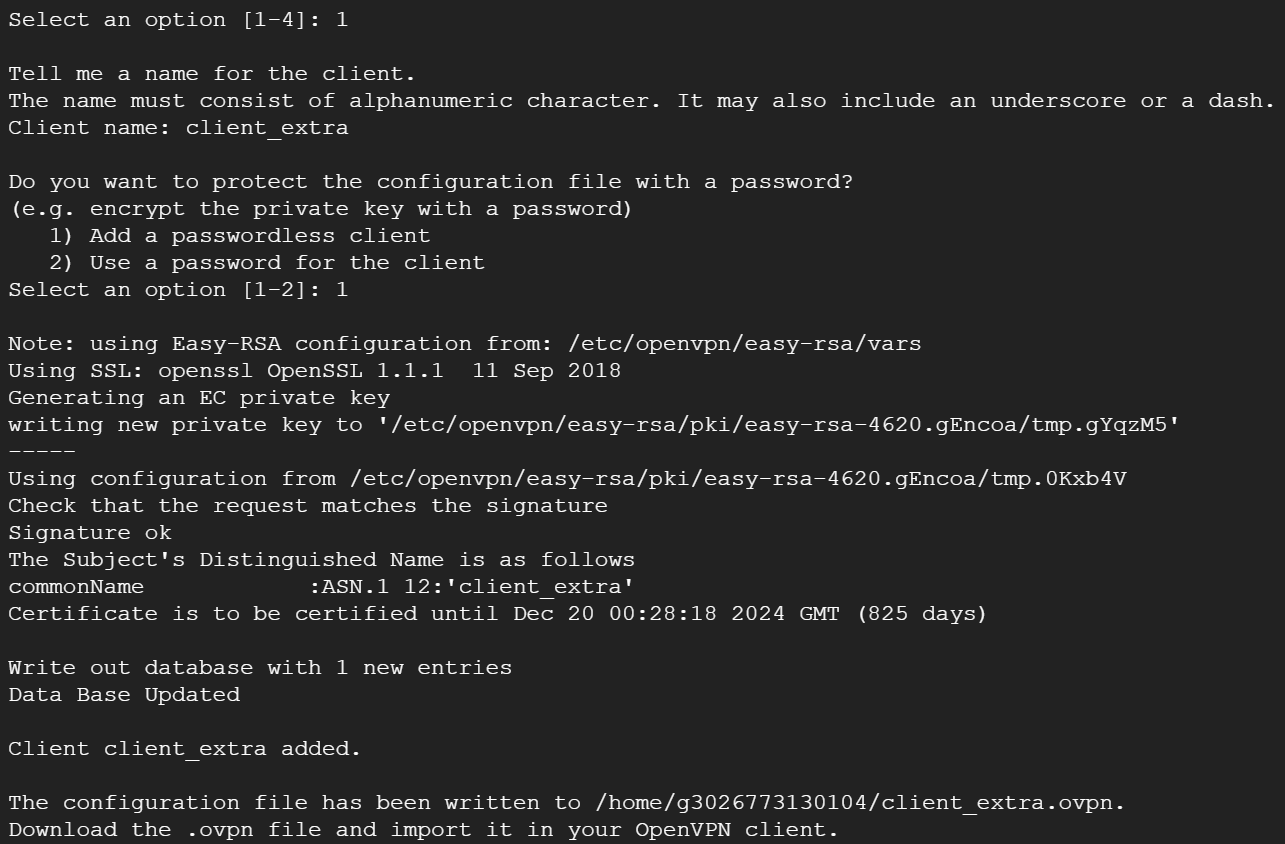 Select an option [1-4]: 1
Tell me a name for the client.
The name must consist of alphanumeric character. It may also include an underscore or a dash.
Client name: client_extra
Do you want to protect the configuration file with a password?
(e.g. encrypt the private key with a password)
   1) Add a passwordless client
   2) Use a password for the client
Select an option [1-2]: 1
Note: using Easy-RSA configuration from: /etc/openvpn/easy-rsa/vars
Using SSL: openssl OpenSSL 1.1.1  11 Sep 2018
Generating an EC private key
writing new private key to '/etc/openvpn/easy-rsa/pki/easy-rsa-4620.gEncoa/tmp.gYqzM5'
-----
Using configuration from /etc/openvpn/easy-rsa/pki/easy-rsa-4620.gEncoa/tmp.0Kxb4V
Check that the request matches the signature
Signature ok
The Subject's Distinguished Name is as follows
commonName            :ASN.1 12:'client_extra'
Certificate is to be certified until Dec 20 00:28:18 2024 GMT (825 days)
Write out database with 1 new entries
Data Base Updated
Client client_extra added.
The configuration file has been written to /home/g3026773130104/client_extra.ovpn.
Download the .ovpn file and import it in your OpenVPN client.